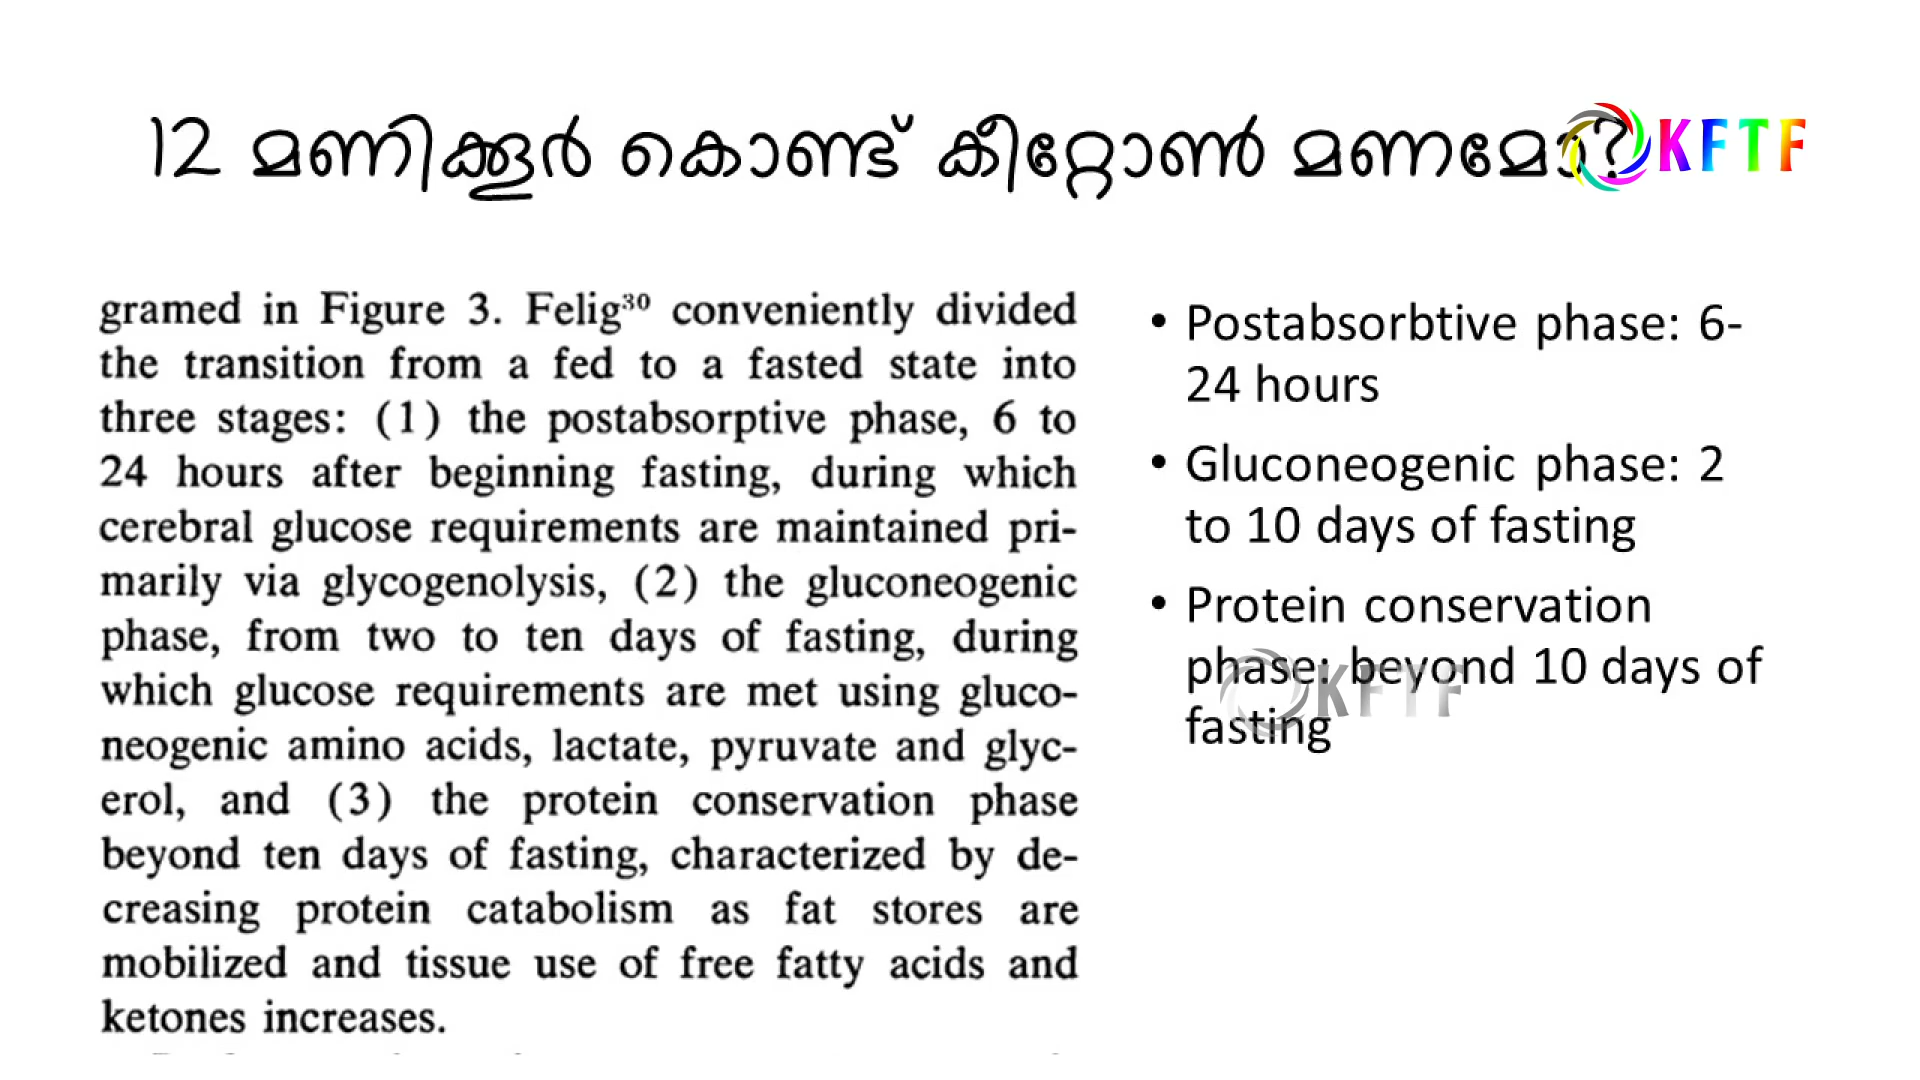 12 മണിക്കൂർ കൊണ്ട് കീറ്റോൺ മണമോ?
KFTF
gramed in Figure 3. Felig³⁰ conveniently divided
the transition from a fed to a fasted state into
three stages: (1) the postabsorptive phase, 6 to
24 hours after beginning fasting, during which
cerebral glucose requirements are maintained pri-
marily via glycogenolysis, (2) the gluconeogenic
phase, from two to ten days of fasting, during
which glucose requirements are met using gluco-
neogenic amino acids, lactate, pyruvate and glyc-
erol, and (3) the protein conservation phase
beyond ten days of fasting, characterized by de-
creasing protein catabolism as fat stores are
mobilized and tissue use of free fatty acids and
ketones increases.
• Postabsorbtive phase: 6-
24 hours
• Gluconeogenic phase: 2
to 10 days of fasting
• Protein conservation
phase: beyond 10 days of
fasting
KFTF